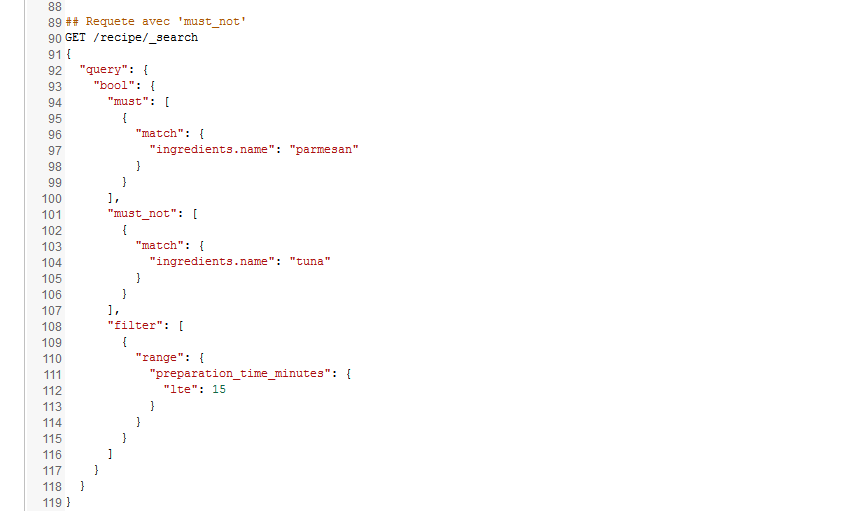 88
89 ## Requete avec 'must_not'
90 GET /recipe/_search
91 {
92   "query": {
93     "bool": {
94       "must": [
95         {
96           "match": {
97             "ingredients.name": "parmesan"
98           }
99         }
100       ],
101       "must_not": [
102         {
103           "match": {
104             "ingredients.name": "tuna"
105           }
106         }
107       ],
108       "filter": [
109         {
110           "range": {
111             "preparation_time_minutes": {
112               "lte": 15
113             }
114           }
115         }
116       ]
117     }
118   }
119 }